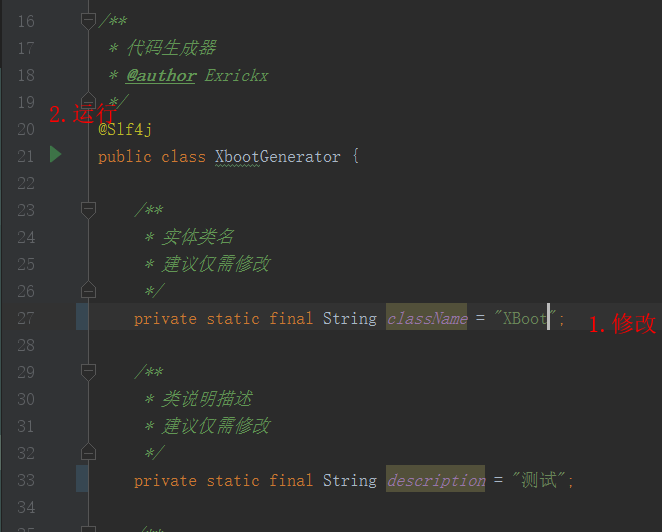 16 /**
17 * 代码生成器
18 * @author Exrickx
19 */
2.运行
20 @Slf4j
21 public class XbootGenerator {
22
23 /**
24 * 实体类名
25 * 建议仅需修改
26 */
27 private static final String className = "XBoot"; 1.修改
28
29 /**
30 * 类说明描述
31 * 建议仅需修改
32 */
33 private static final String description = "测试";
34